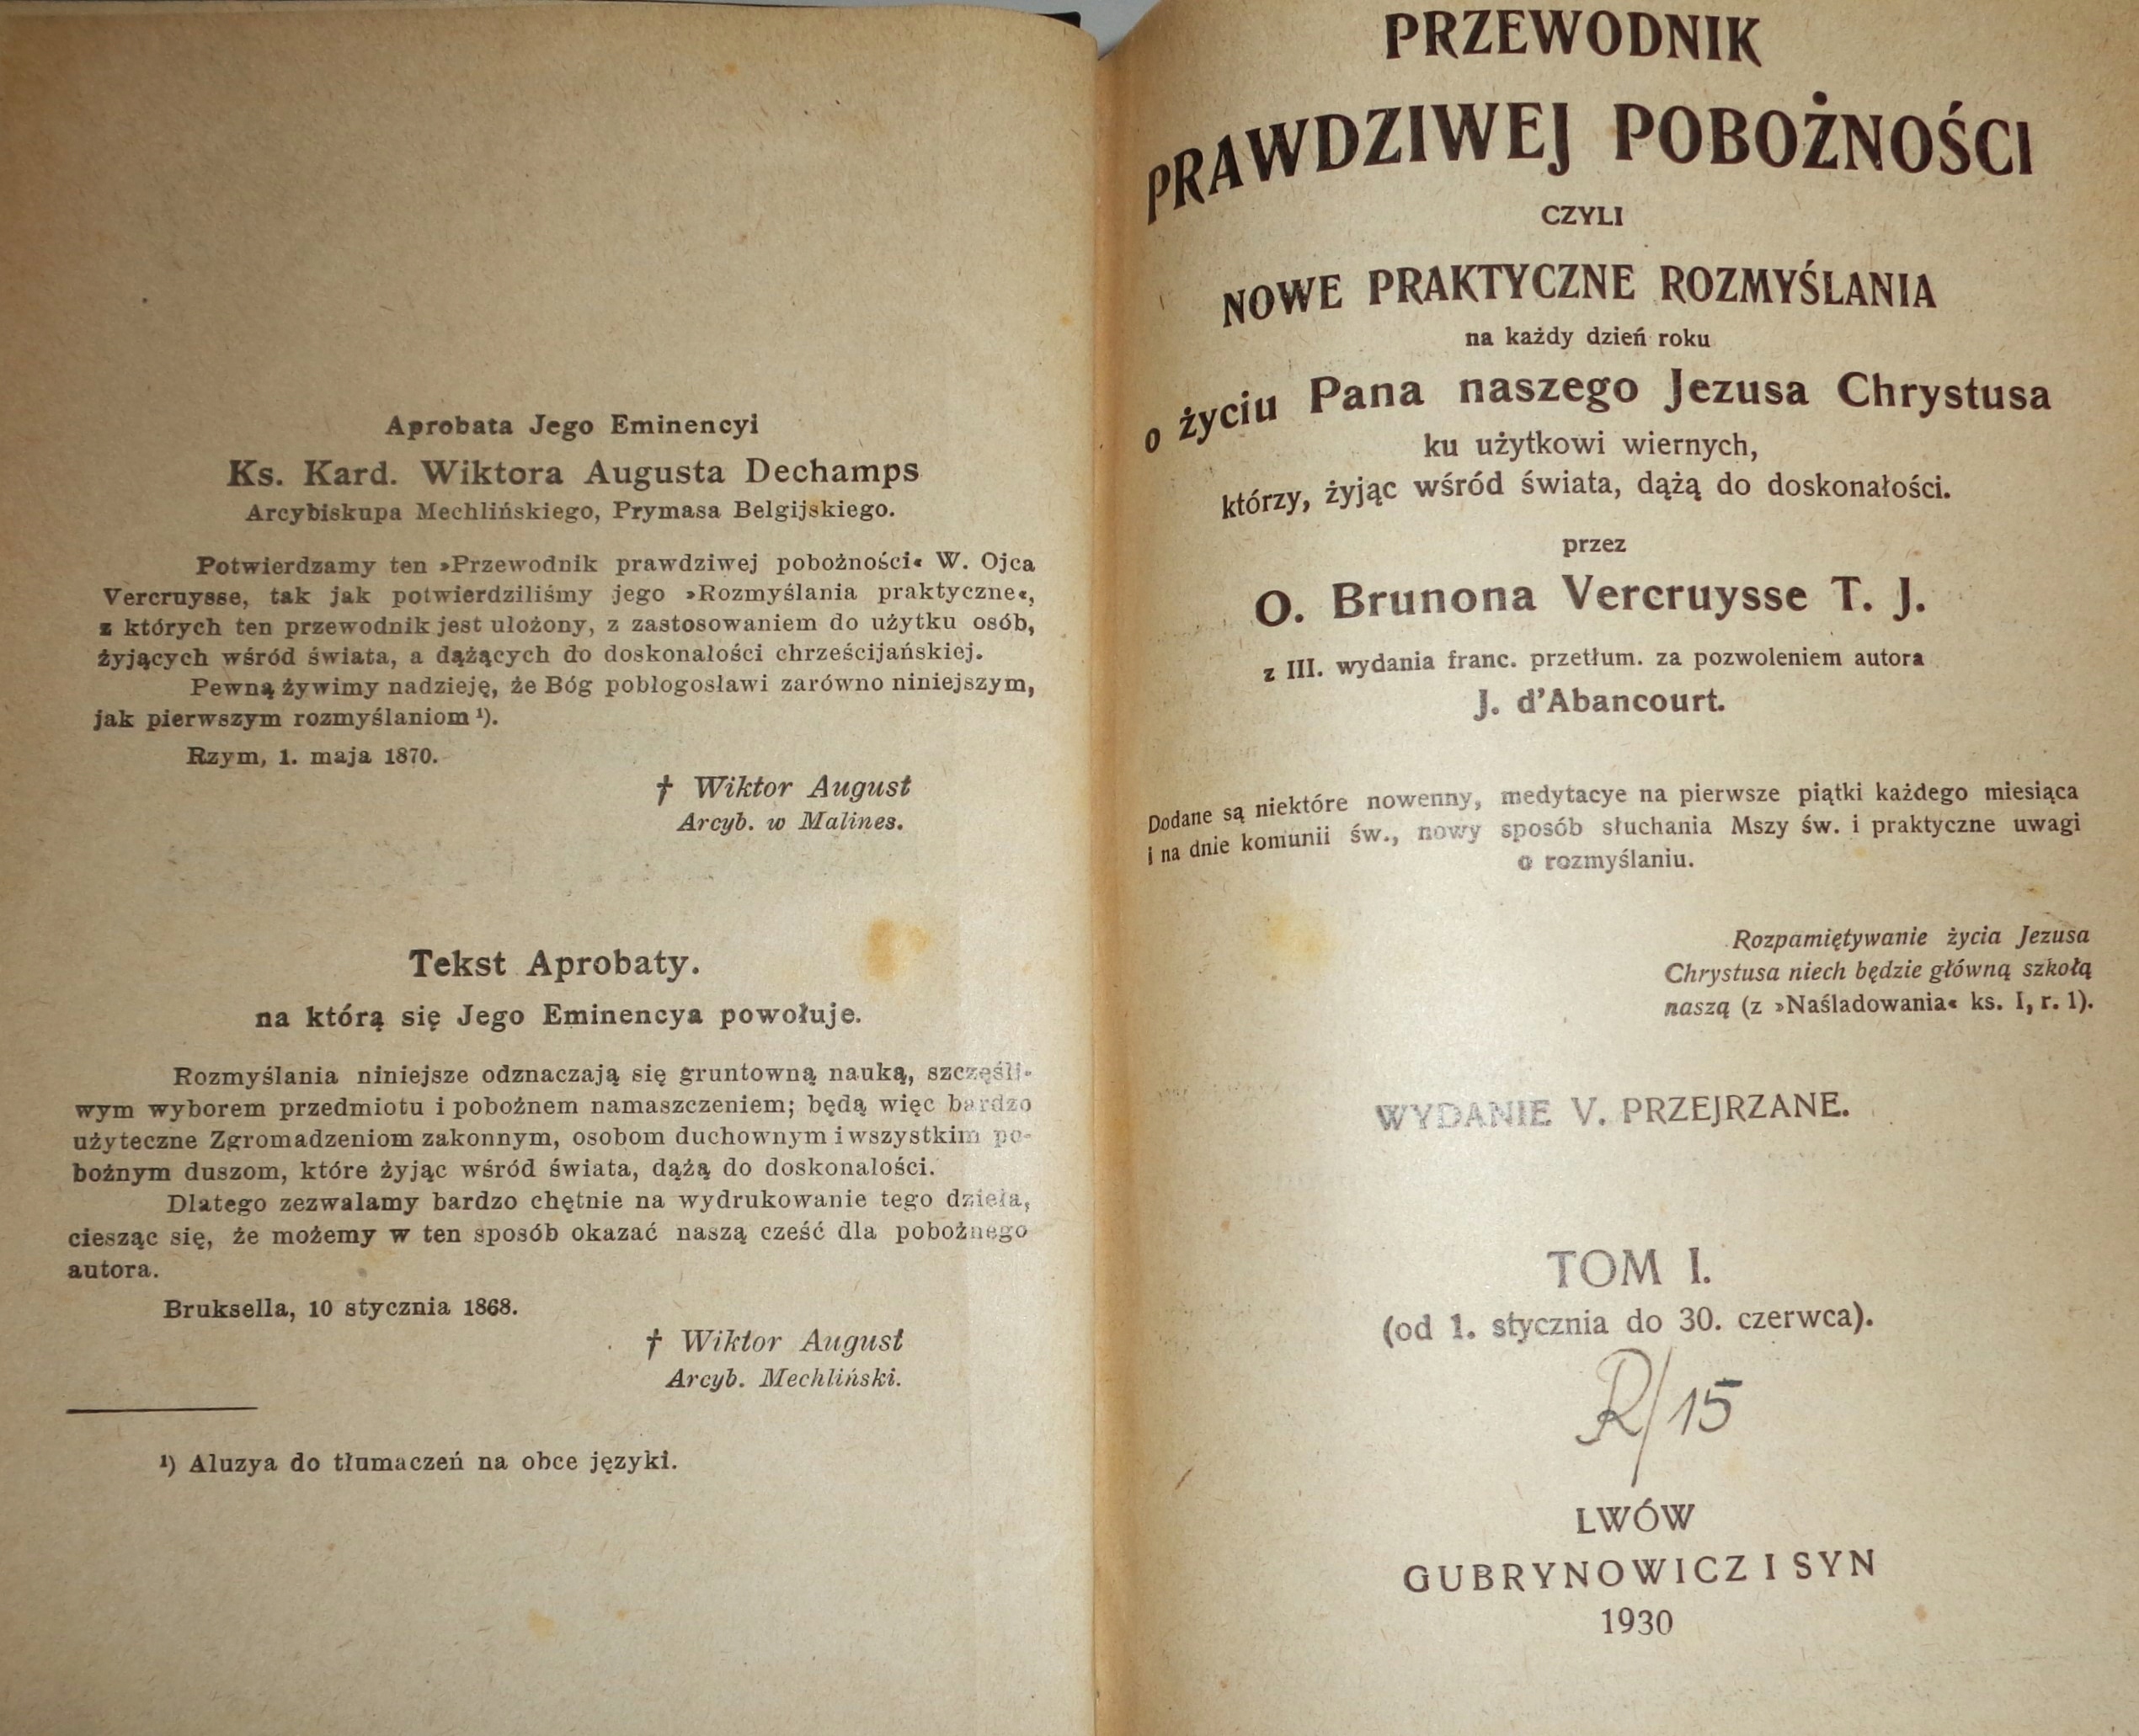 Aprobata Jego Eminencyi
Ks. Kard. Wiktora Augusta Dechamps
Arcybiskupa Mechlińskiego, Prymasa Belgijskiego.
Potwierdzamy ten »Przewodnik prawdziwej pobożności« W. Ojca
Vercruysse, tak jak potwierdziliśmy jego »Rozmyślania praktyczne«,
z których ten przewodnik jest ułożony, z zastosowaniem do użytku osób,
żyjących wśród świata, a dążących do doskonałości chrześcijańskiej.
Pewną żywimy nadzieję, że Bóg pobłogosławi zarówno niniejszym,
jak pierwszym rozmyślaniom ¹).
Rzym, 1. maja 1870.
† Wiktor August
Arcyb. w Malines.
Tekst Aprobaty.
na którą się Jego Eminencya powołuje.
Rozmyślania niniejsze odznaczają się gruntowną nauką, szczęśli-
wym wyborem przedmiotu i pobożnem namaszczeniem; będą więc bardzo
użyteczne Zgromadzeniom zakonnym, osobom duchownym i wszystkim po-
bożnym duszom, które żyjąc wśród świata, dążą do doskonałości.
Dlatego zezwalamy bardzo chętnie na wydrukowanie tego dzieła,
ciesząc się, że możemy w ten sposób okazać naszą cześć dla pobożnego
autora.
Bruksella, 10 stycznia 1868.
† Wiktor August
Arcyb. Mechliński.
¹) Aluzya do tłumaczeń na obce języki.
PRZEWODNIK
PRAWDZIWEJ POBOŻNOŚCI
CZYLI
NOWE PRAKTYCZNE ROZMYŚLANIA
na każdy dzień roku
o życiu Pana naszego Jezusa Chrystusa
ku użytkowi wiernych,
którzy, żyjąc wśród świata, dążą do doskonałości.
przez
O. Brunona Vercruysse T. J.
z III. wydania franc. przetłum. za pozwoleniem autora
J. d'Abancourt.
Dodane są niektóre nowenny, medytacye na pierwsze piątki każdego miesiąca
i na dnie komunii św., nowy sposób słuchania Mszy św. i praktyczne uwagi
o rozmyślaniu.
Rozpamiętywanie życia Jezusa
Chrystusa niech będzie główną szkołą
naszą (z »Naśladowania« ks. I, r. 1).
WYDANIE V. PRZEJRZANE.
TOM I.
(od 1. stycznia do 30. czerwca).
R/15
LWÓW
GUBRYNOWICZ I SYN
1930